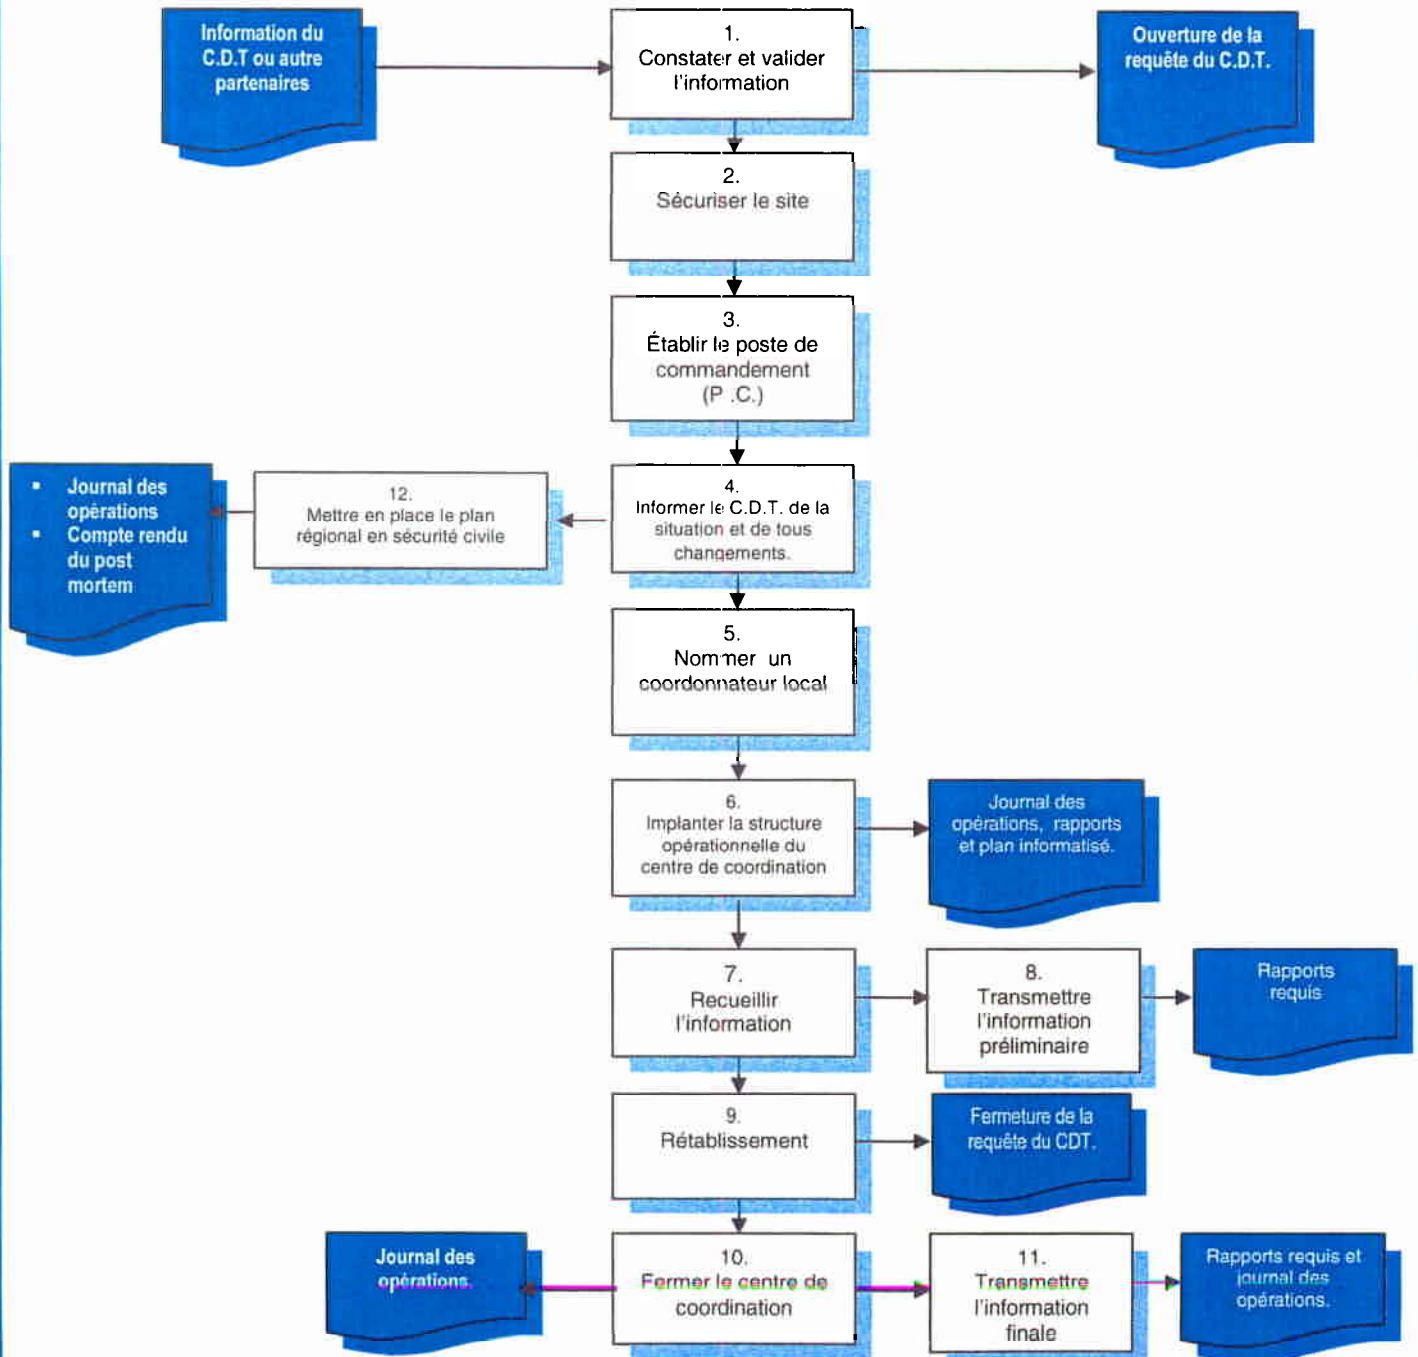 Information du
C.D.T ou autre
partenaires
1.
Constater et valider
l'information
Ouverture de la
requête du C.D.T.
2.
Sécuriser le site
3.
Établir le poste de
commandement
(P .C.)
▪ Journal des
opérations
▪ Compte rendu
du post
mortem
12.
Mettre en place le plan
régional en sécurité civile
4.
Informer le C.D.T. de la
situation et de tous
changements.
5.
Nommer un
coordonnateur local
6.
Implanter la structure
opérationnelle du
centre de coordination
Journal des
opérations, rapports
et plan informatisé.
7.
Recueillir
l'information
8.
Transmettre
l'information
préliminaire
Rapports
requis
9.
Rétablissement
Fermeture de la
requête du CDT.
Journal des
opérations.
10.
Fermer le centre de
coordination
11.
Transmettre
l'information
finale
Rapports requis et
journal des
opérations.